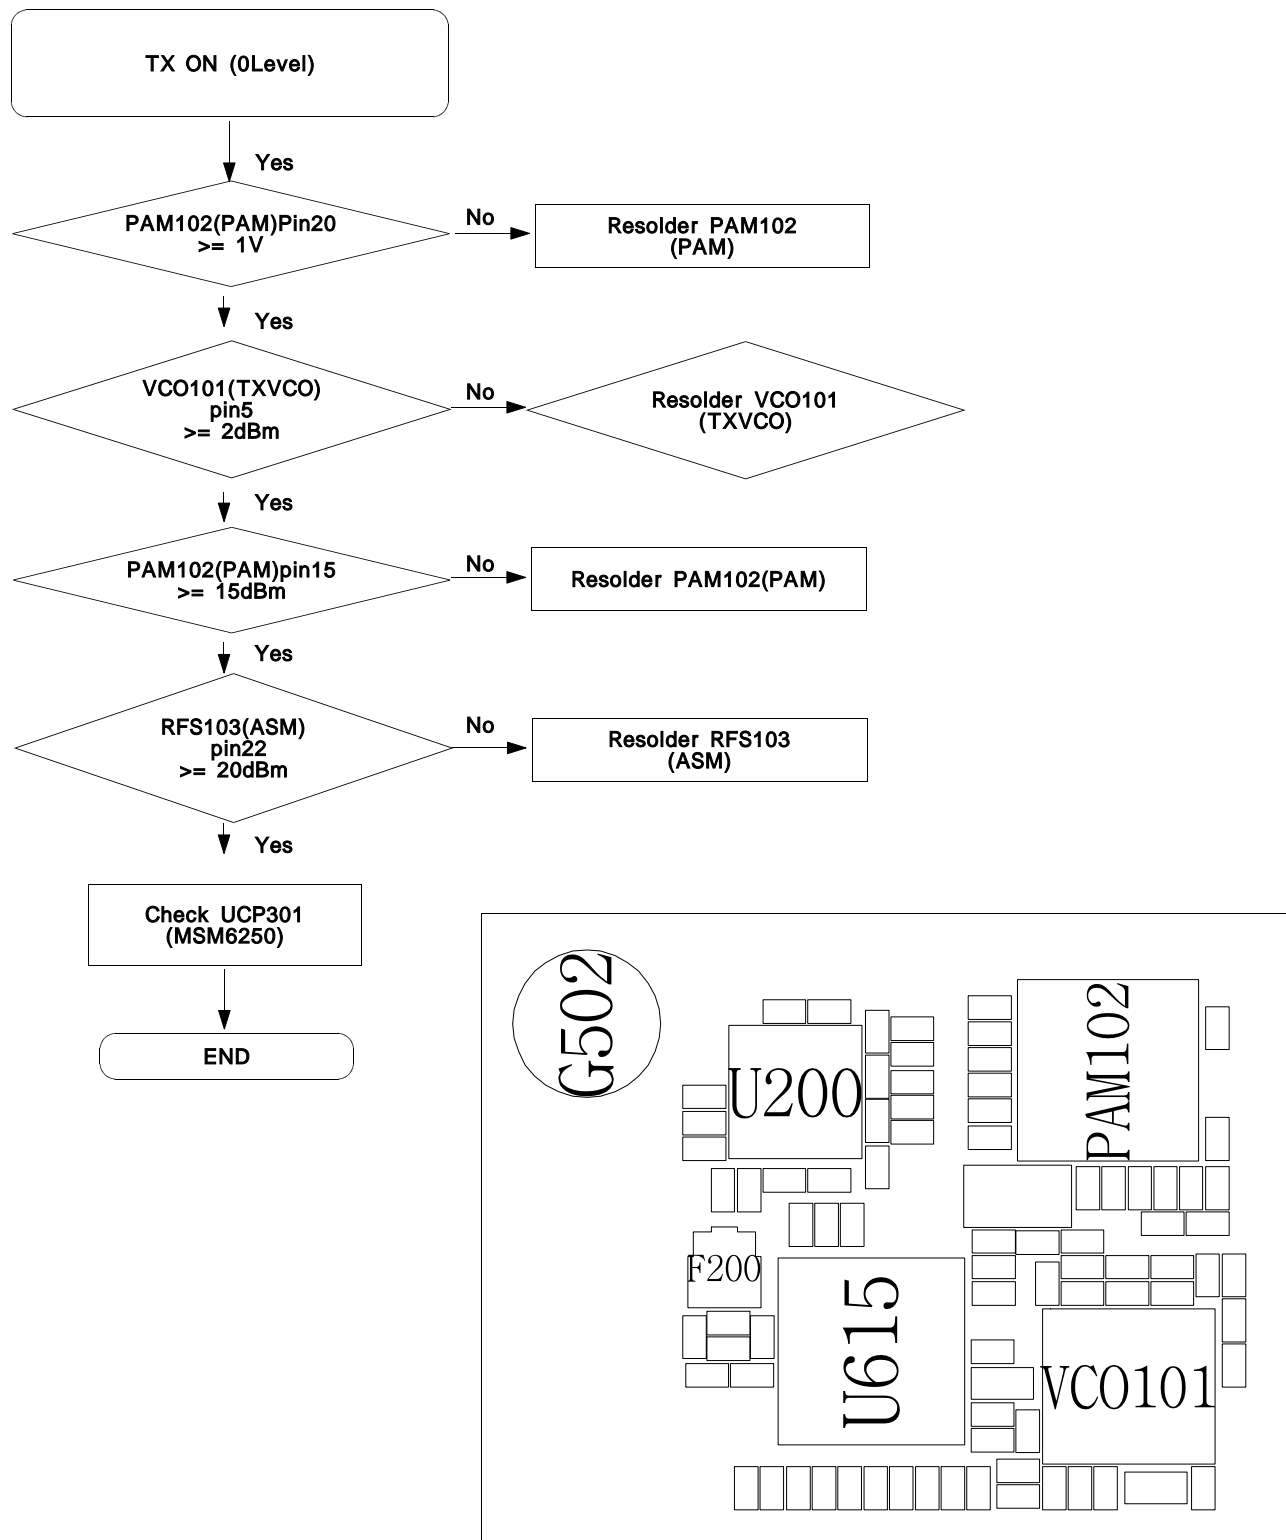 TX ON (0Level)
Yes
PAM102(PAM)Pin20
>= 1V
No
Resolder PAM102
(PAM)
Yes
VCO101(TXVCO)
pin5
>= 2dBm
No
Resolder VCO101
(TXVCO)
Yes
PAM102(PAM)pin15
>= 15dBm
No
Resolder PAM102(PAM)
Yes
RFS103(ASM)
pin22
>= 20dBm
No
Resolder RFS103
(ASM)
Yes
Check UCP301
(MSM6250)
END
G502
U200
PAM102
F200
U615
VCO101